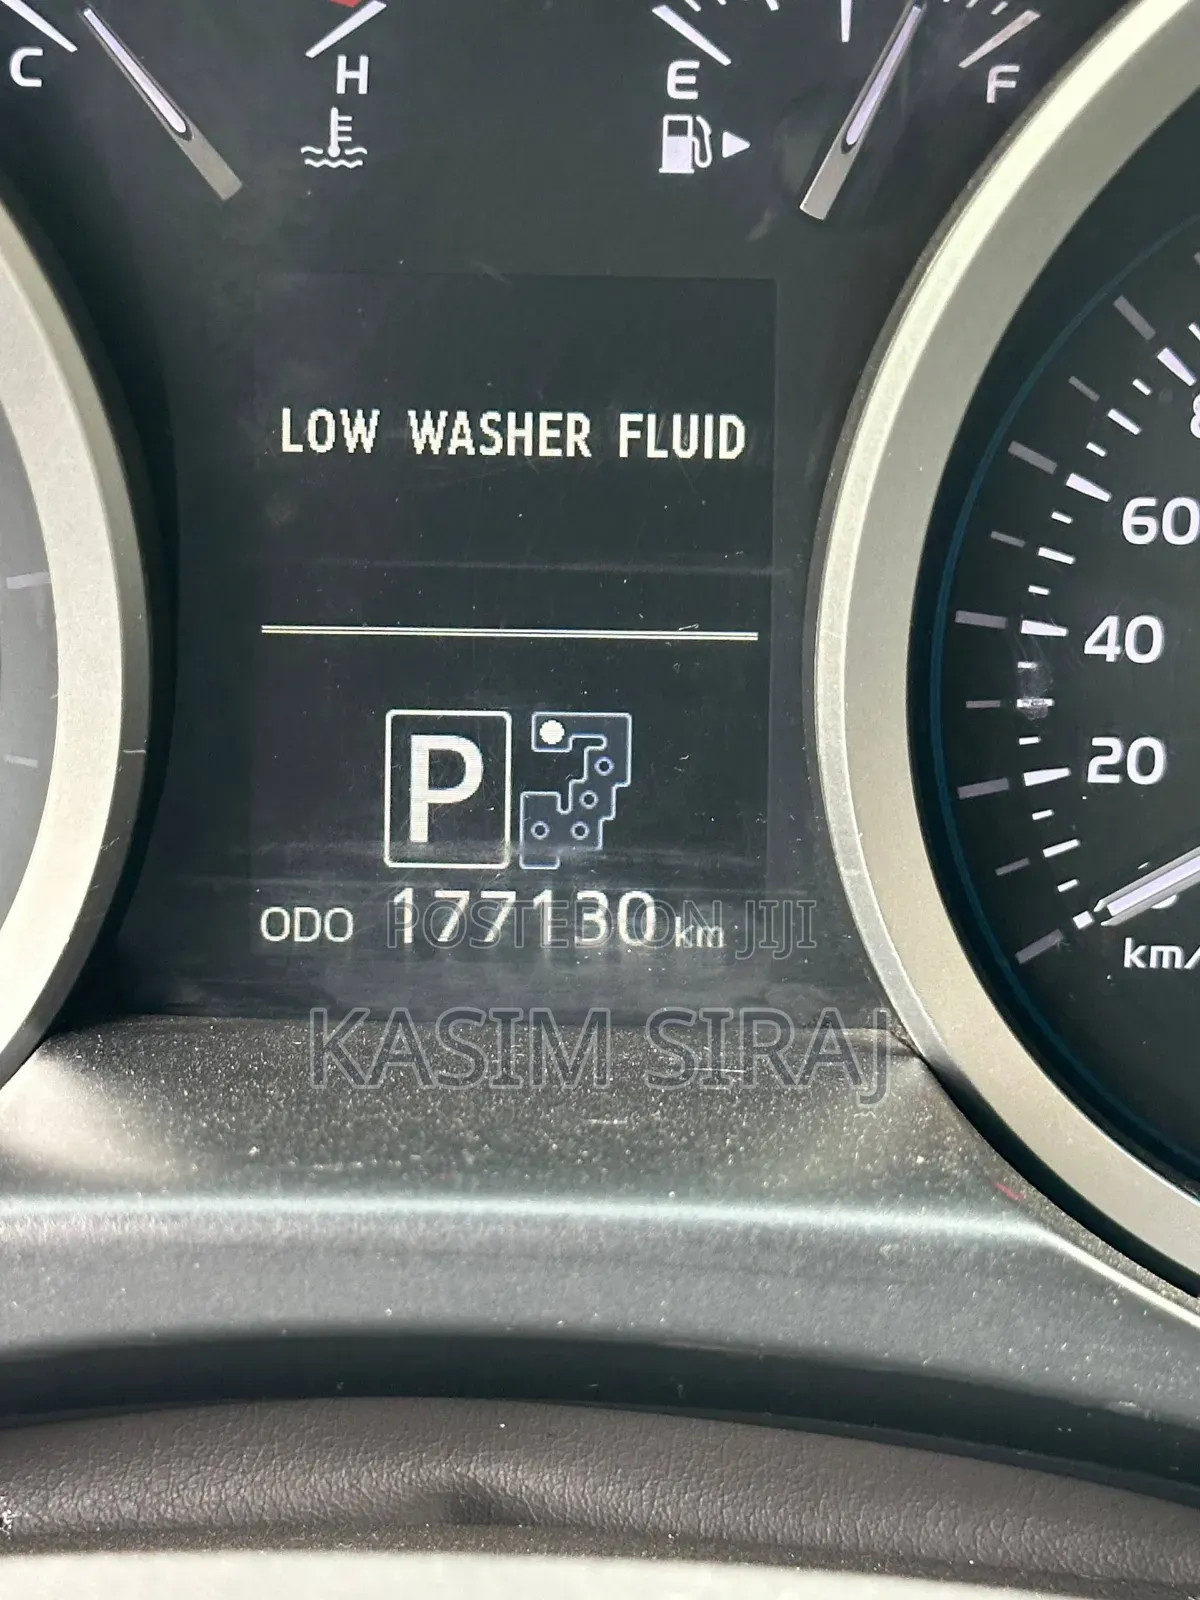 C H E F
LOW WASHER FLUID
60
40
20
P
ODO 177130 km
POSTED ON JIJI
km/
KASIM SIRAJ